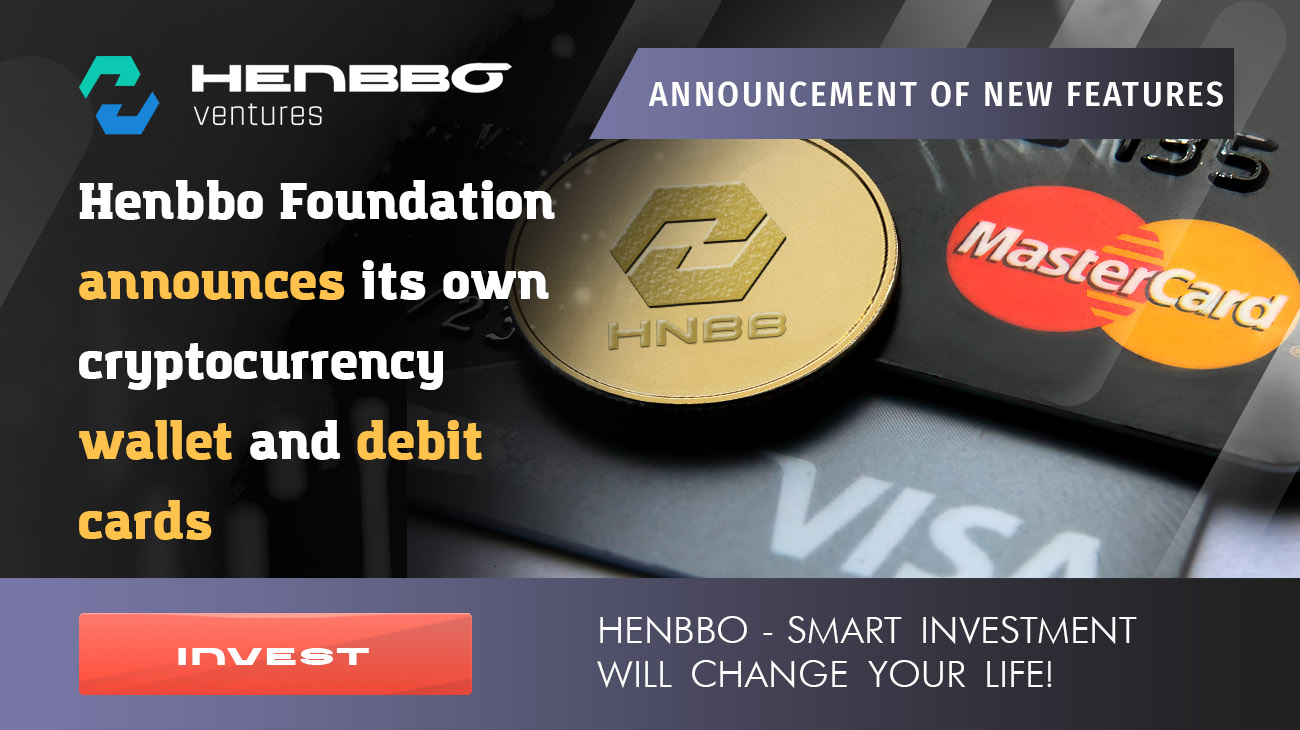 HENBBO
ventures
ANNOUNCEMENT OF NEW FEATURES
Henbbo Foundation
announces its own
cryptocurrency
wallet and debit
cards
HNBB
195
MasterCard
VISA
INVEST
HENBBO - SMART INVESTMENT
WILL CHANGE YOUR LIFE!